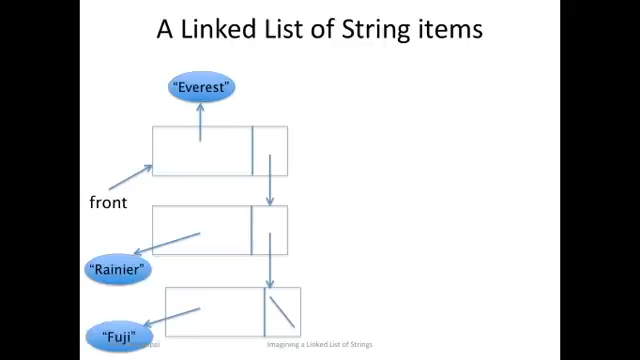 A Linked List of String items
“Everest”
front
“Rainier”
“Fuji”
Imagining a Linked List of Strings